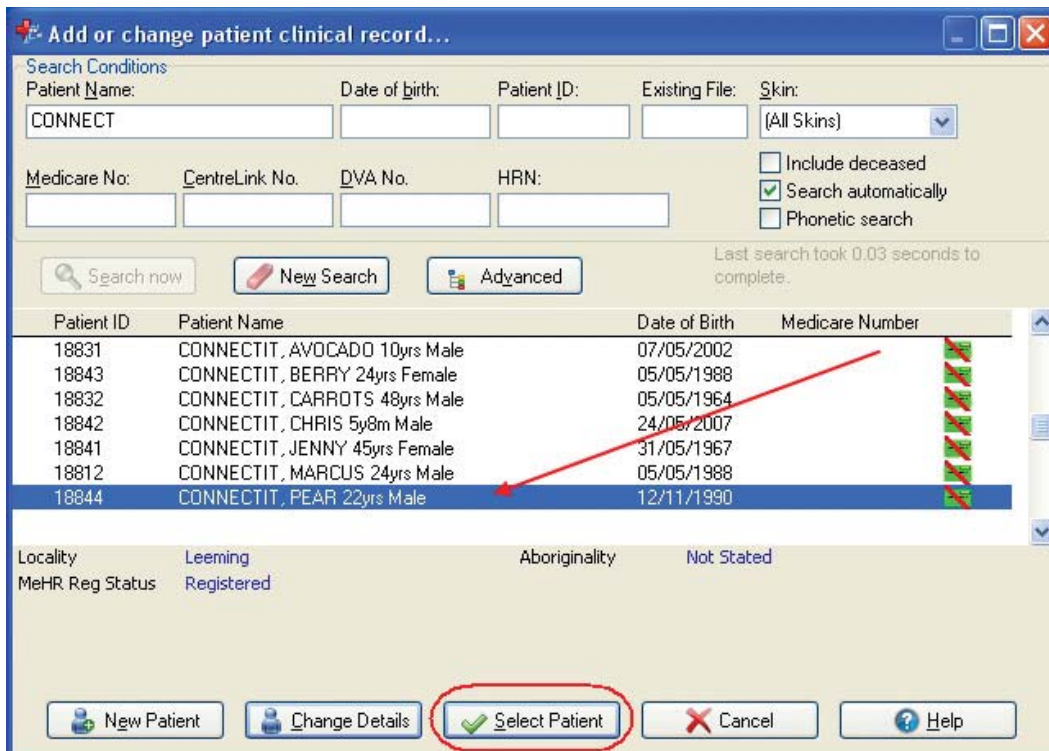 Add or change patient clinical record...
Search Conditions
Patient Name: Date of birth: Patient ID: Existing File: Skin:
CONNECT (All Skins)
Medicare No: CentreLink No. DVA No. HRN:
Include deceased
Search automatically
Phonetic search
Search now New Search Advanced
Last search took 0.03 seconds to
complete.
Patient ID Patient Name Date of Birth Medicare Number
18831 CONNECTIT, AVOCADO 10yrs Male 07/05/2002
18843 CONNECTIT, BERRY 24yrs Female 05/05/1988
18832 CONNECTIT, CARROTS 48yrs Male 05/05/1964
18842 CONNECTIT, CHRIS 5y8m Male 24/05/2007
18841 CONNECTIT, JENNY 45yrs Female 31/05/1967
18812 CONNECTIT, MARCUS 24yrs Male 05/05/1988
18844 CONNECTIT, PEAR 22yrs Male 12/11/1990
Locality Leeming Aboriginality Not Stated
MeHR Reg Status Registered
New Patient Change Details Select Patient Cancel Help